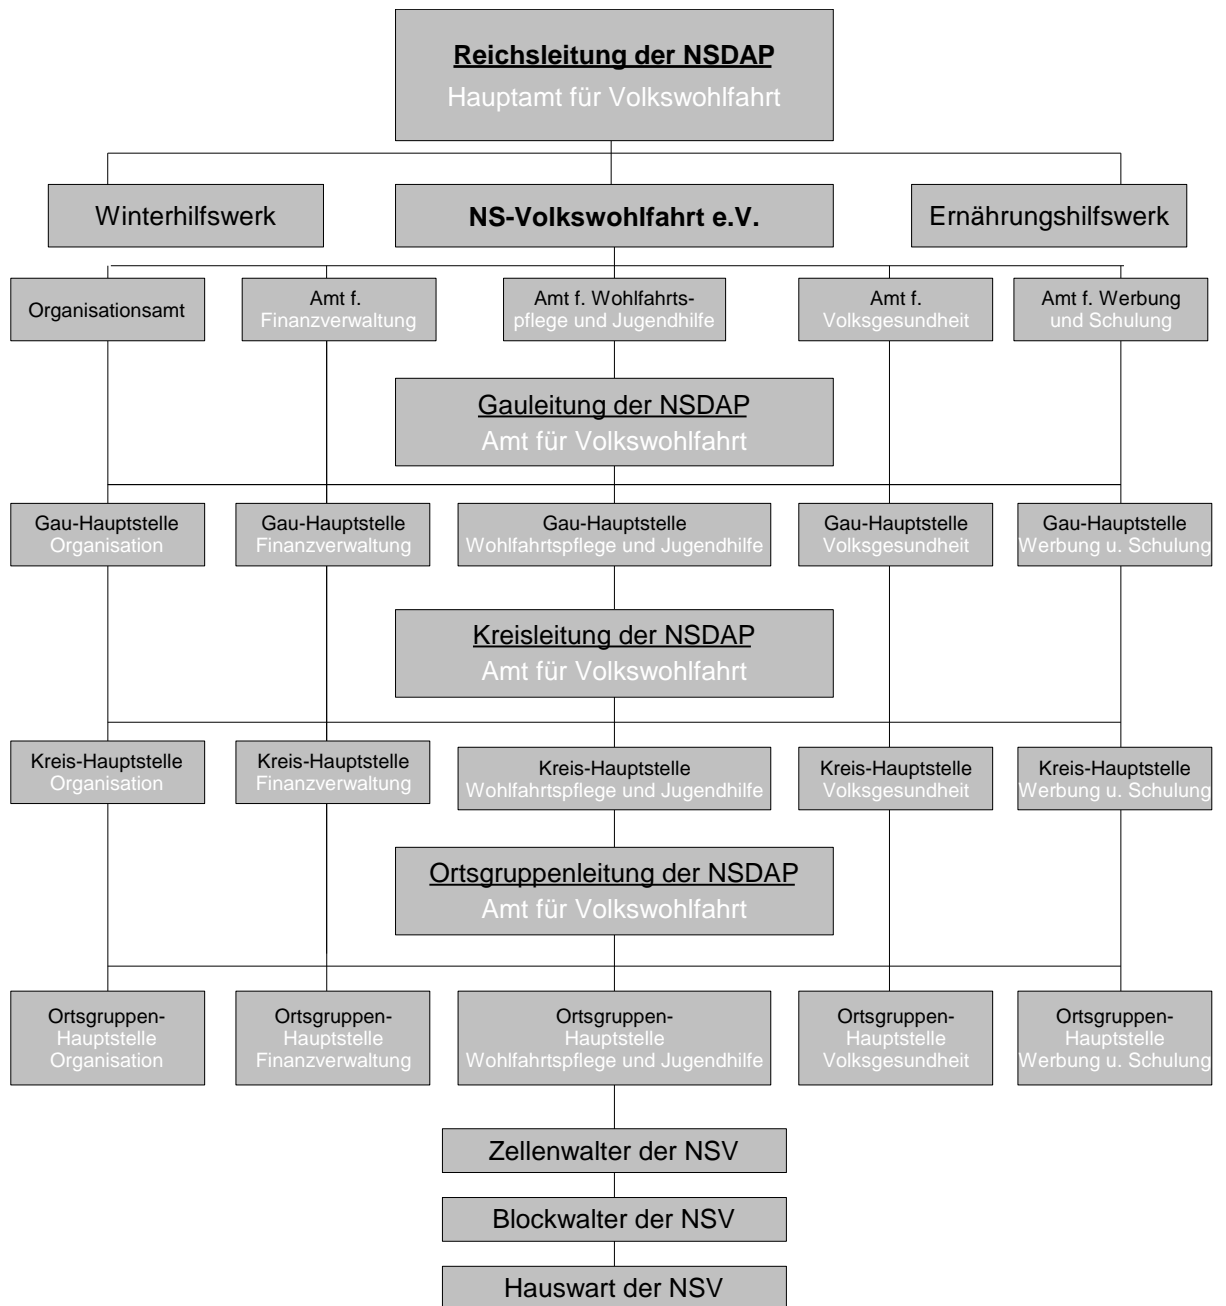 Reichsleitung der NSDAP
Hauptamt für Volkswohlfahrt
Winterhilfswerk
NS-Volkswohlfahrt e.V.
Ernährungshilfswerk
Organisationsamt
Amt f.
Finanzverwaltung
Amt f. Wohlfahrts-
pflege und Jugendhilfe
Amt f.
Volksgesundheit
Amt f. Werbung
und Schulung
Gauleitung der NSDAP
Amt für Volkswohlfahrt
Gau-Hauptstelle
Organisation
Gau-Hauptstelle
Finanzverwaltung
Gau-Hauptstelle
Wohlfahrtspflege und Jugendhilfe
Gau-Hauptstelle
Volksgesundheit
Gau-Hauptstelle
Werbung u. Schulung
Kreisleitung der NSDAP
Amt für Volkswohlfahrt
Kreis-Hauptstelle
Organisation
Kreis-Hauptstelle
Finanzverwaltung
Kreis-Hauptstelle
Wohlfahrtspflege und Jugendhilfe
Kreis-Hauptstelle
Volksgesundheit
Kreis-Hauptstelle
Werbung u. Schulung
Ortsgruppenleitung der NSDAP
Amt für Volkswohlfahrt
Ortsgruppen-
Hauptstelle
Organisation
Ortsgruppen-
Hauptstelle
Finanzverwaltung
Ortsgruppen-
Hauptstelle
Wohlfahrtspflege und Jugendhilfe
Ortsgruppen-
Hauptstelle
Volksgesundheit
Ortsgruppen-
Hauptstelle
Werbung u. Schulung
Zellenwalter der NSV
Blockwalter der NSV
Hauswart der NSV